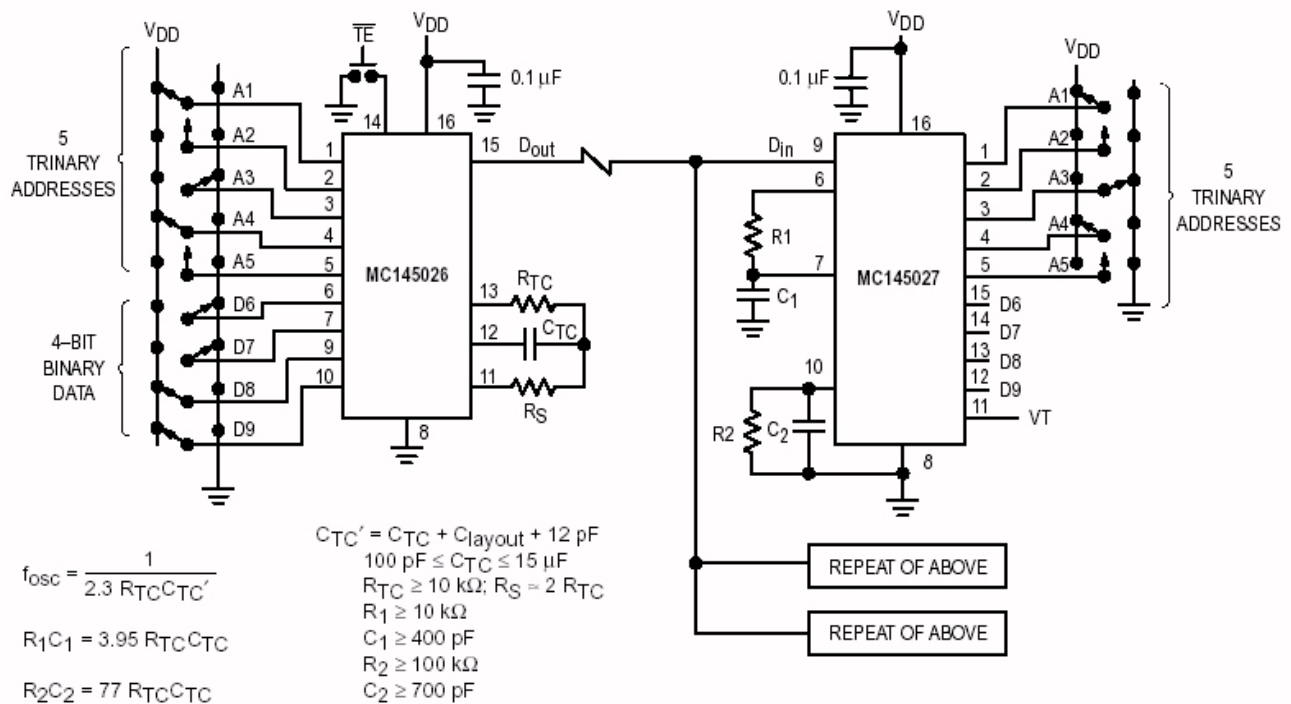 VDD
TE
VDD
0.1 µF
0.1 µF
VDD
VDD
5
TRINARY
ADDRESSES
A1
A2
A3
A4
A5
4–BIT
BINARY
DATA
D6
D7
D8
D9
1
2
3
4
5
6
7
9
10
14
16
15
13
12
11
8
MC145026
Dout
RTC
CTC
RS
Din
9
6
7
10
R1
C1
R2
C2
16
MC145027
1
2
3
4
5
15
14
13
12
11
8
A1
A2
A3
A4
A5
D6
D7
D8
D9
VT
5
TRINARY
ADDRESSES
REPEAT OF ABOVE
REPEAT OF ABOVE
fosc = 1 / 2.3 RTCCTC′
R1C1 = 3.95 RTCCTC
R2C2 = 77 RTCCTC
CTC′ = CTC + Clayout + 12 pF
100 pF ≤ CTC ≤ 15 µF
RTC ≥ 10 kΩ; RS ≈ 2 RTC
R1 ≥ 10 kΩ
C1 ≥ 400 pF
R2 ≥ 100 kΩ
C2 ≥ 700 pF